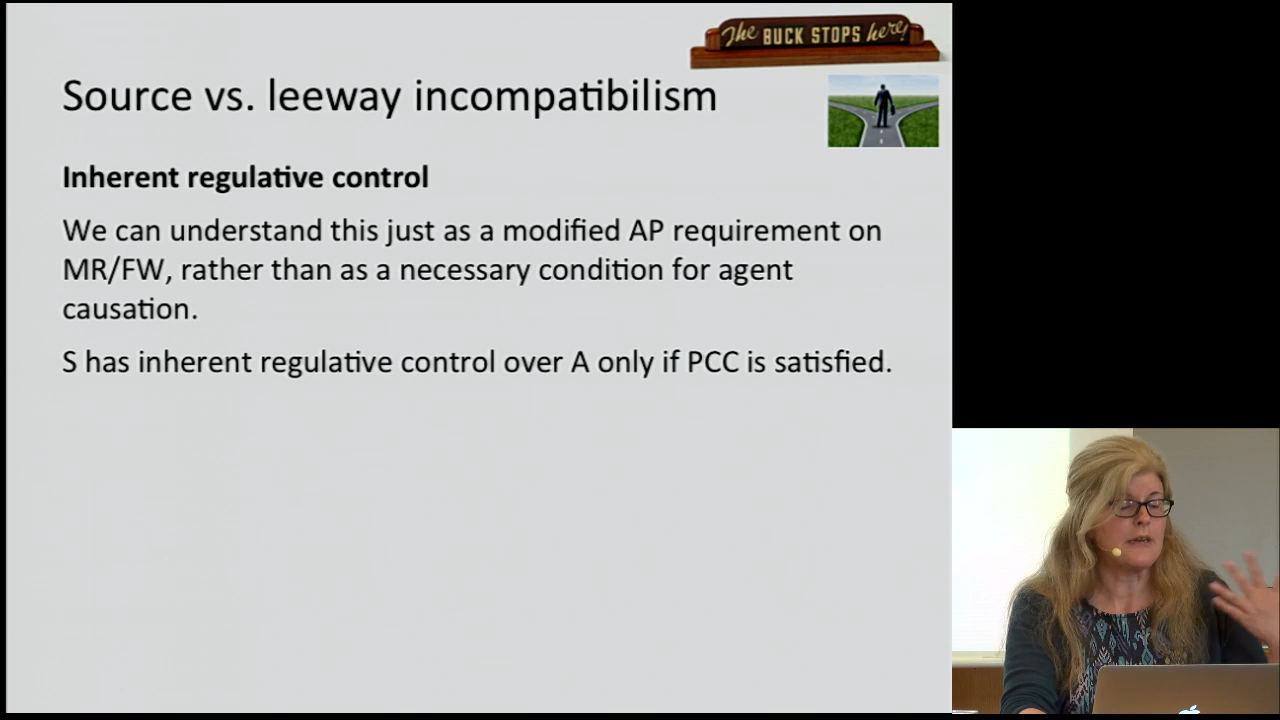 The BUCK STOPS here!
Source vs. leeway incompatibilism
Inherent regulative control
We can understand this just as a modified AP requirement on
MR/FW, rather than as a necessary condition for agent
causation.
S has inherent regulative control over A only if PCC is satisfied.